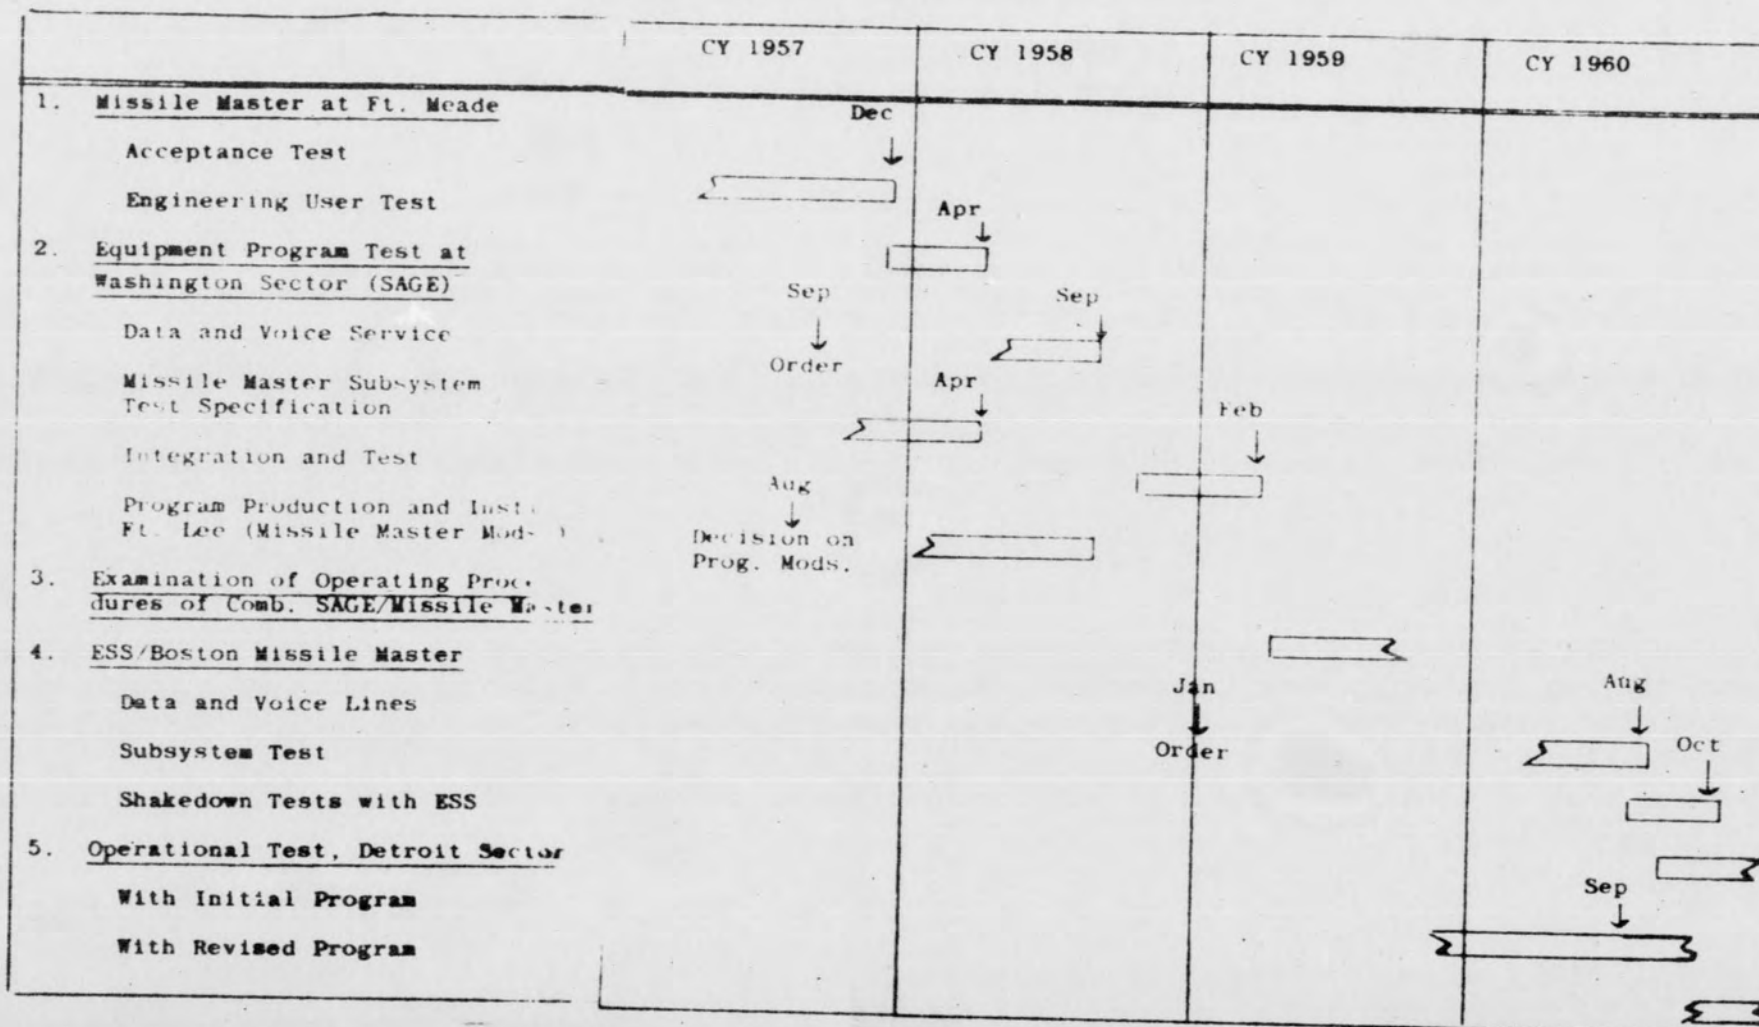 CY 1957 CY 1958 CY 1959 CY 1960
1. Missile Master at Ft. Meade
Dec
Acceptance Test
Engineering User Test
Apr
2. Equipment Program Test at
Washington Sector (SAGE)
Sep Sep
Data and Voice Service
Order
Missile Master Subsystem
Apr
Test Specification
Feb
Integration and Test
Aug
Program Production and
Ft. Lee (Missile Master Mods)
Decision on
Prog. Mods.
3. Examination of Operating Proce
dures of Comb. SAGE/Missile Master
4. ESS/Boston Missile Master
Jan Aug
Data and Voice Lines
Order Oct
Subsystem Test
Shakedown Tests with ESS
5. Operational Test, Detroit Sector
Sep
With Initial Program
With Revised Program